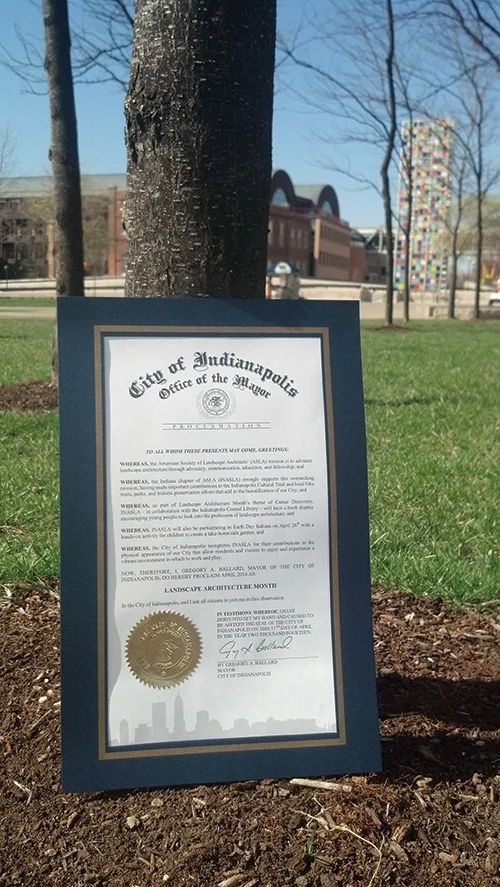 City of Indianapolis
Office of the Mayor
PROCLAMATION
TO ALL WHOM THESE PRESENTS MAY COME, GREETINGS:
WHEREAS, the American Society of Landscape Architects' (ASLA) mission is to advance
landscape architecture through advocacy, communication, education, and fellowship; and
WHEREAS, the Indiana chapter of ASLA (INASLA) strongly supports this overarching
mission, having made important contributions to the Indianapolis Cultural Trail and local bike
trails, parks, and historic preservation efforts that add to the beautification of our City; and
WHEREAS, as part of Landscape Architecture Month's theme of Career Discovery,
INASLA – in collaboration with the Indianapolis Central Library – will have a book display
encouraging young people to look into the profession of landscape architecture; and
WHEREAS, INASLA will also be participating in Earth Day Indiana on April 26th with a
hands-on activity for children to create a take-home rain garden; and
WHEREAS, the City of Indianapolis recognizes INASLA for their contributions to the
physical appearance of our City that allow residents and visitors to enjoy and experience a
vibrant environment in which to work and play;
NOW, THEREFORE, I, GREGORY A. BALLARD, MAYOR OF THE CITY OF
INDIANAPOLIS, DO HEREBY PROCLAIM APRIL 2014 AS:
LANDSCAPE ARCHITECTURE MONTH
In the City of Indianapolis, and I ask all citizens to join me in this observation.
IN TESTIMONY WHEREOF, I HAVE
HEREUNTO SET MY HAND AND CAUSED TO
BE AFFIXED THE SEAL OF THE CITY OF
INDIANAPOLIS ON THIS 11TH DAY OF APRIL
IN THE YEAR TWO THOUSAND FOURTEEN.
BY GREGORY A. BALLARD
MAYOR
CITY OF INDIANAPOLIS